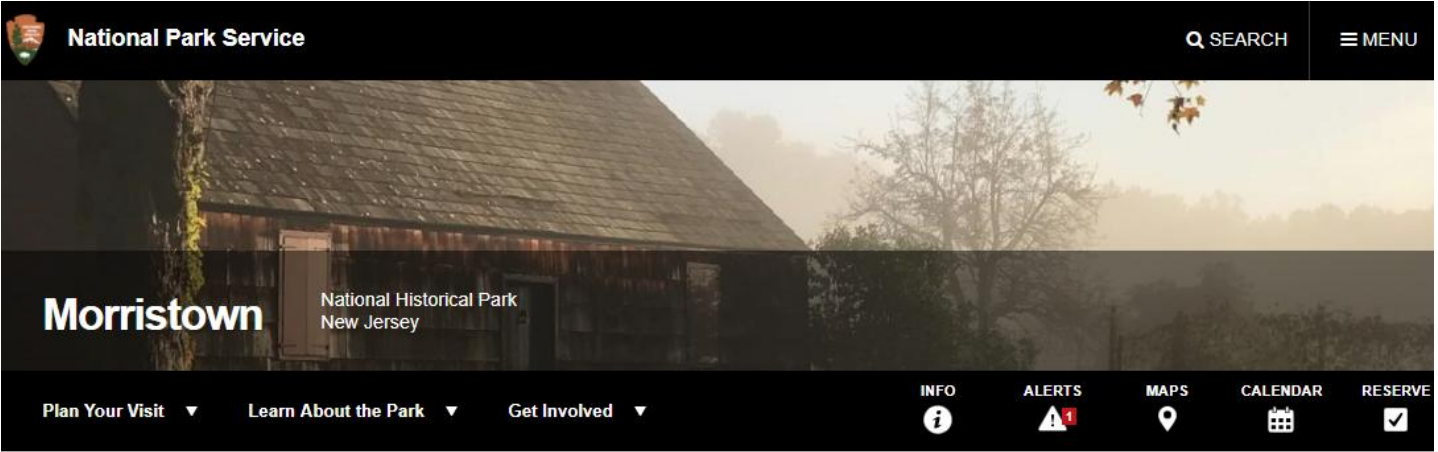 National Park Service
SEARCH
MENU
Morristown
National Historical Park
New Jersey
Plan Your Visit
Learn About the Park
Get Involved
INFO
ALERTS
1
MAPS
CALENDAR
RESERVE